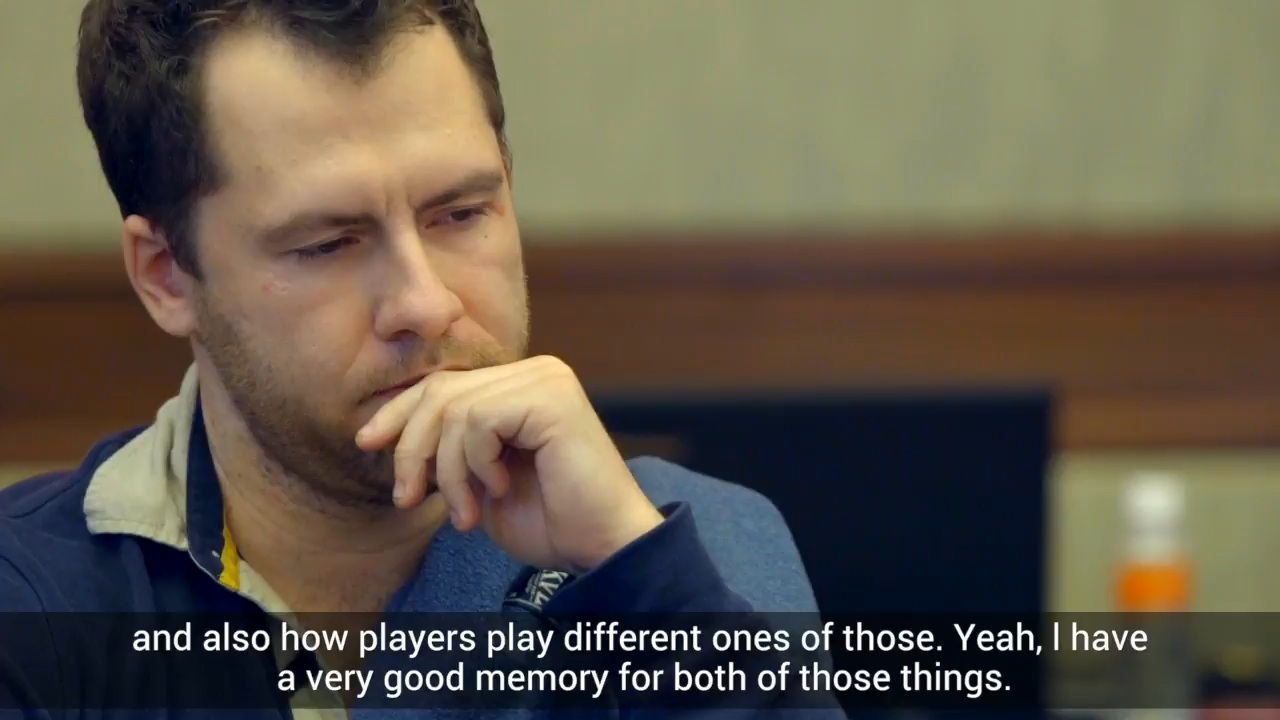 and also how players play different ones of those. Yeah, I have
a very good memory for both of those things.